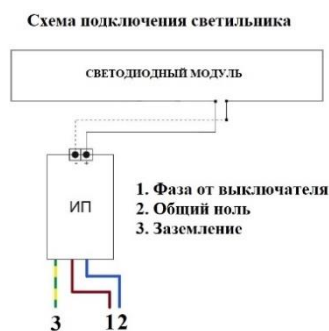 Схема подключения светильника
СВЕТОДИОДНЫЙ МОДУЛЬ
- +
ИП
1. Фаза от выключателя
2. Общий ноль
3. Заземление
3 1 2